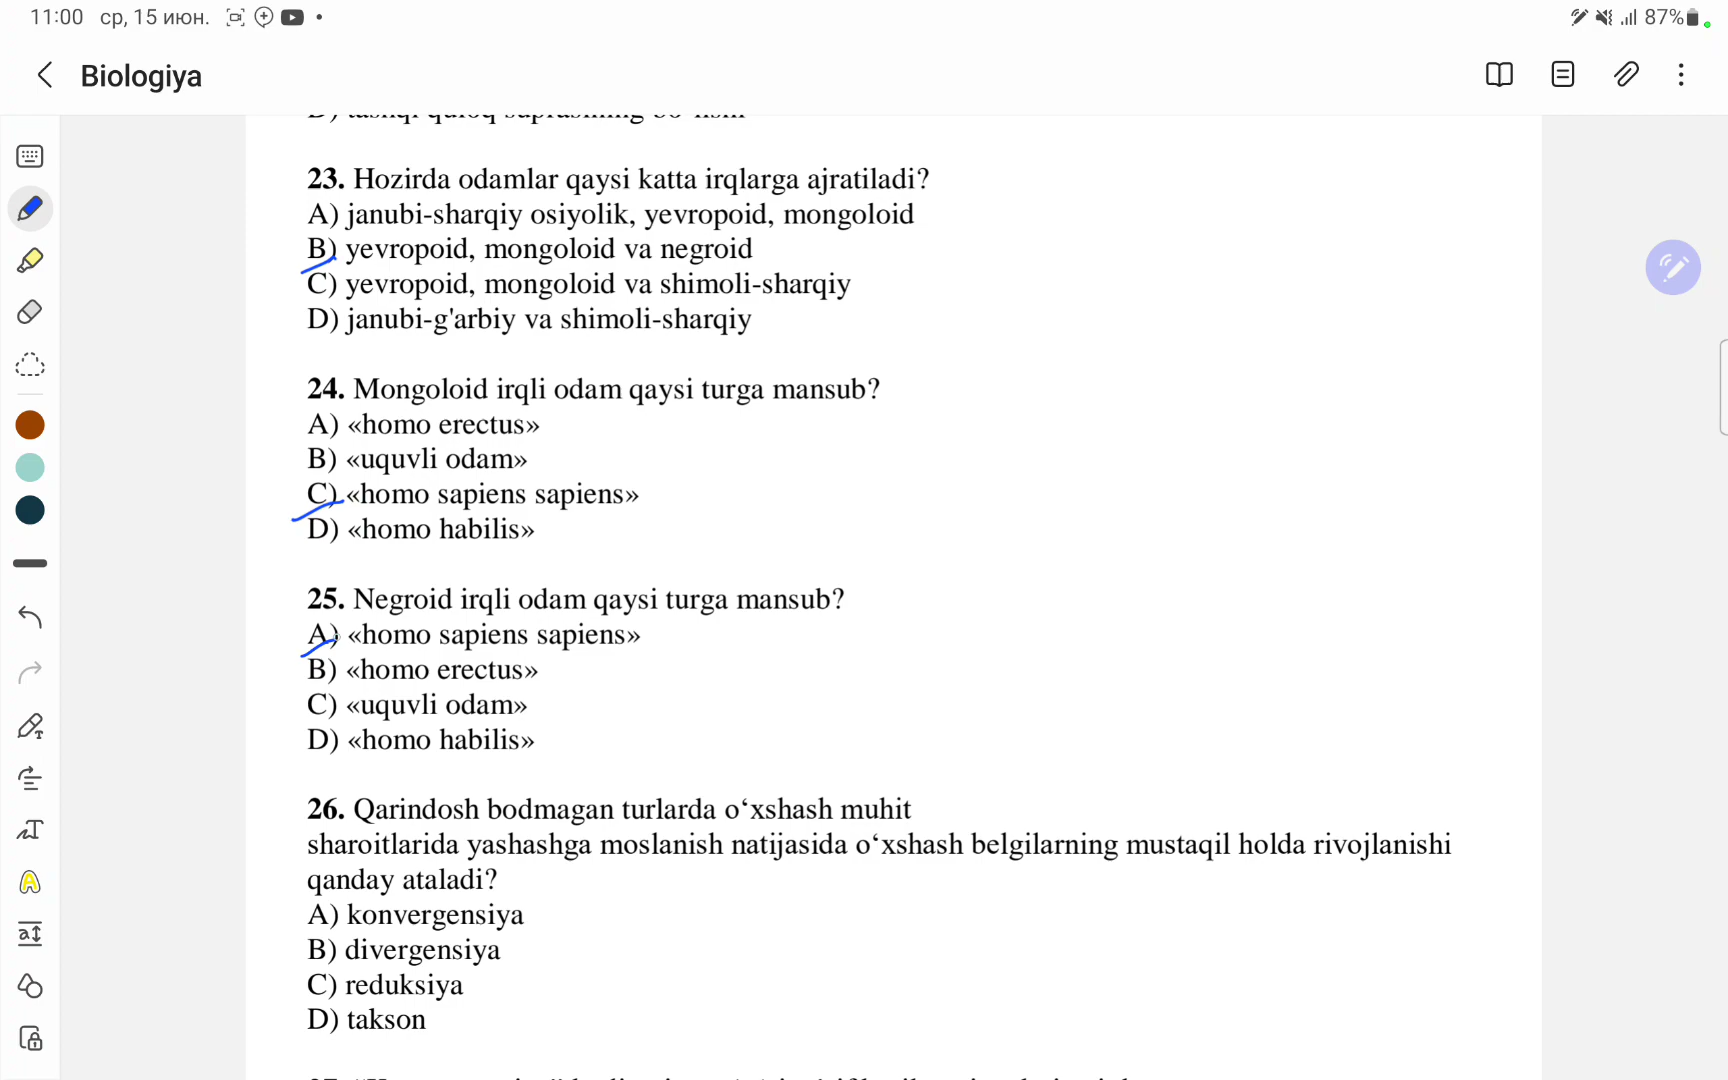 11:00 ср, 15 июн.
87%
Biologiya
23. Hozirda odamlar qaysi katta irqlarga ajratiladi?
A) janubi-sharqiy osiyolik, yevropoid, mongoloid
B) yevropoid, mongoloid va negroid
C) yevropoid, mongoloid va shimoli-sharqiy
D) janubi-g'arbiy va shimoli-sharqiy
24. Mongoloid irqli odam qaysi turga mansub?
A) «homo erectus»
B) «uquvli odam»
C) «homo sapiens sapiens»
D) «homo habilis»
25. Negroid irqli odam qaysi turga mansub?
A) «homo sapiens sapiens»
B) «homo erectus»
C) «uquvli odam»
D) «homo habilis»
26. Qarindosh bodmagan turlarda o‘xshash muhit
sharoitlarida yashashga moslanish natijasida o‘xshash belgilarning mustaqil holda rivojlanishi
qanday ataladi?
A) konvergensiya
B) divergensiya
C) reduksiya
D) takson